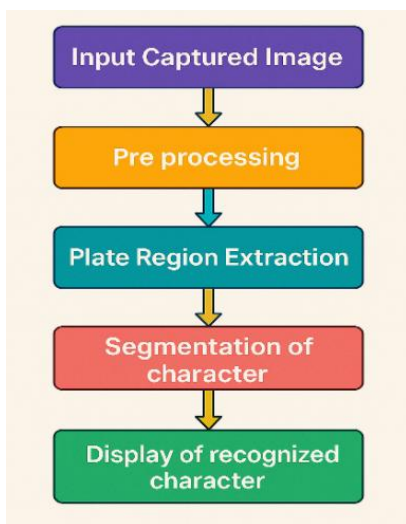 Input Captured Image
Pre processing
Plate Region Extraction
Segmentation of
character
Display of recognized
character